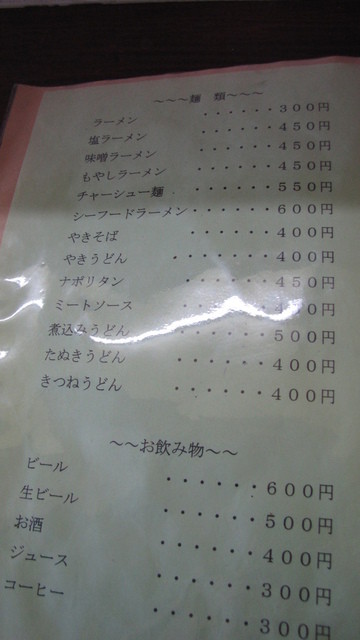 ～～～麺　類～～～
ラーメン ・・・・・・３００円
塩ラーメン ・・・・・・４５０円
味噌ラーメン ・・・・・・４５０円
もやしラーメン ・・・・・・４５０円
チャーシュー麺 ・・・・・・５５０円
シーフードラーメン・・・・・・６００円
やきそば ・・・・・・４００円
やきうどん ・・・・・・４００円
ナポリタン ・・・・・・４５０円
ミートソース
煮込みうどん ・・・・・・５００円
たぬきうどん ・・・・・・４００円
きつねうどん ・・・・・・４００円
～～お飲み物～～
ビール ・・・・・・６００円
生ビール ・・・・・・５００円
お酒 ・・・・・・４００円
ジュース ・・・・・・３００円
コーヒー ・・・・・・３００円